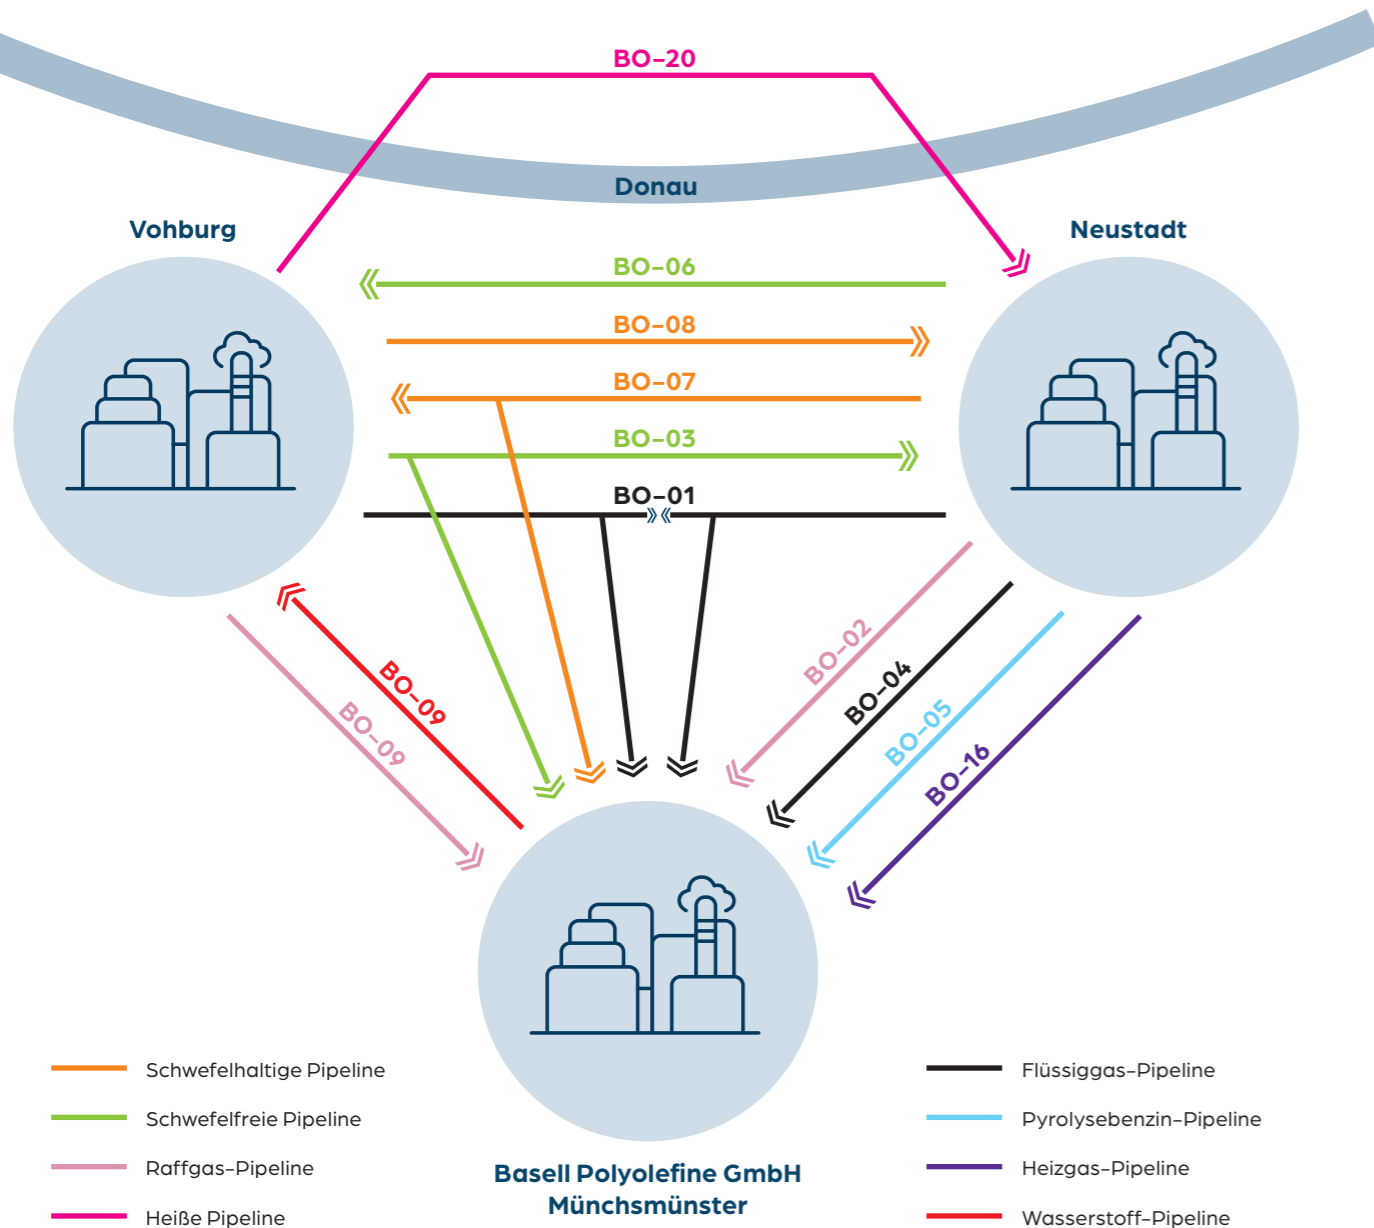 BO-20
Donau
Vohburg
Neustadt
BO-06
BO-08
BO-07
BO-03
BO-01
BO-09
BO-09
BO-02
BO-04
BO-05
BO-16
Basell Polyolefine GmbH
Münchsmünster
Schwefelhaltige Pipeline
Schwefelfreie Pipeline
Raffgas-Pipeline
Heiße Pipeline
Flüssiggas-Pipeline
Pyrolysebenzin-Pipeline
Heizgas-Pipeline
Wasserstoff-Pipeline